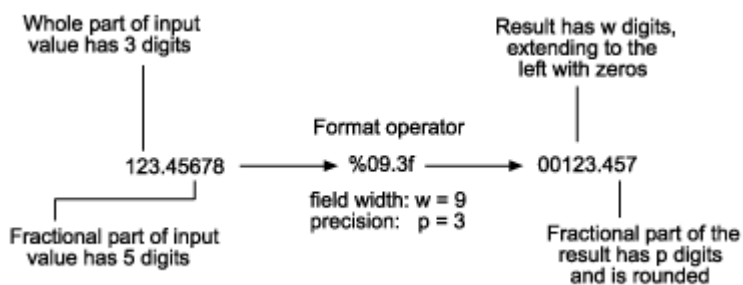 Whole part of input
value has 3 digits
Result has w digits,
extending to the
left with zeros
Format operator
123.45678
%09.3f
00123.457
field width: w = 9
precision: p = 3
Fractional part of input
value has 5 digits
Fractional part of the
result has p digits
and is rounded